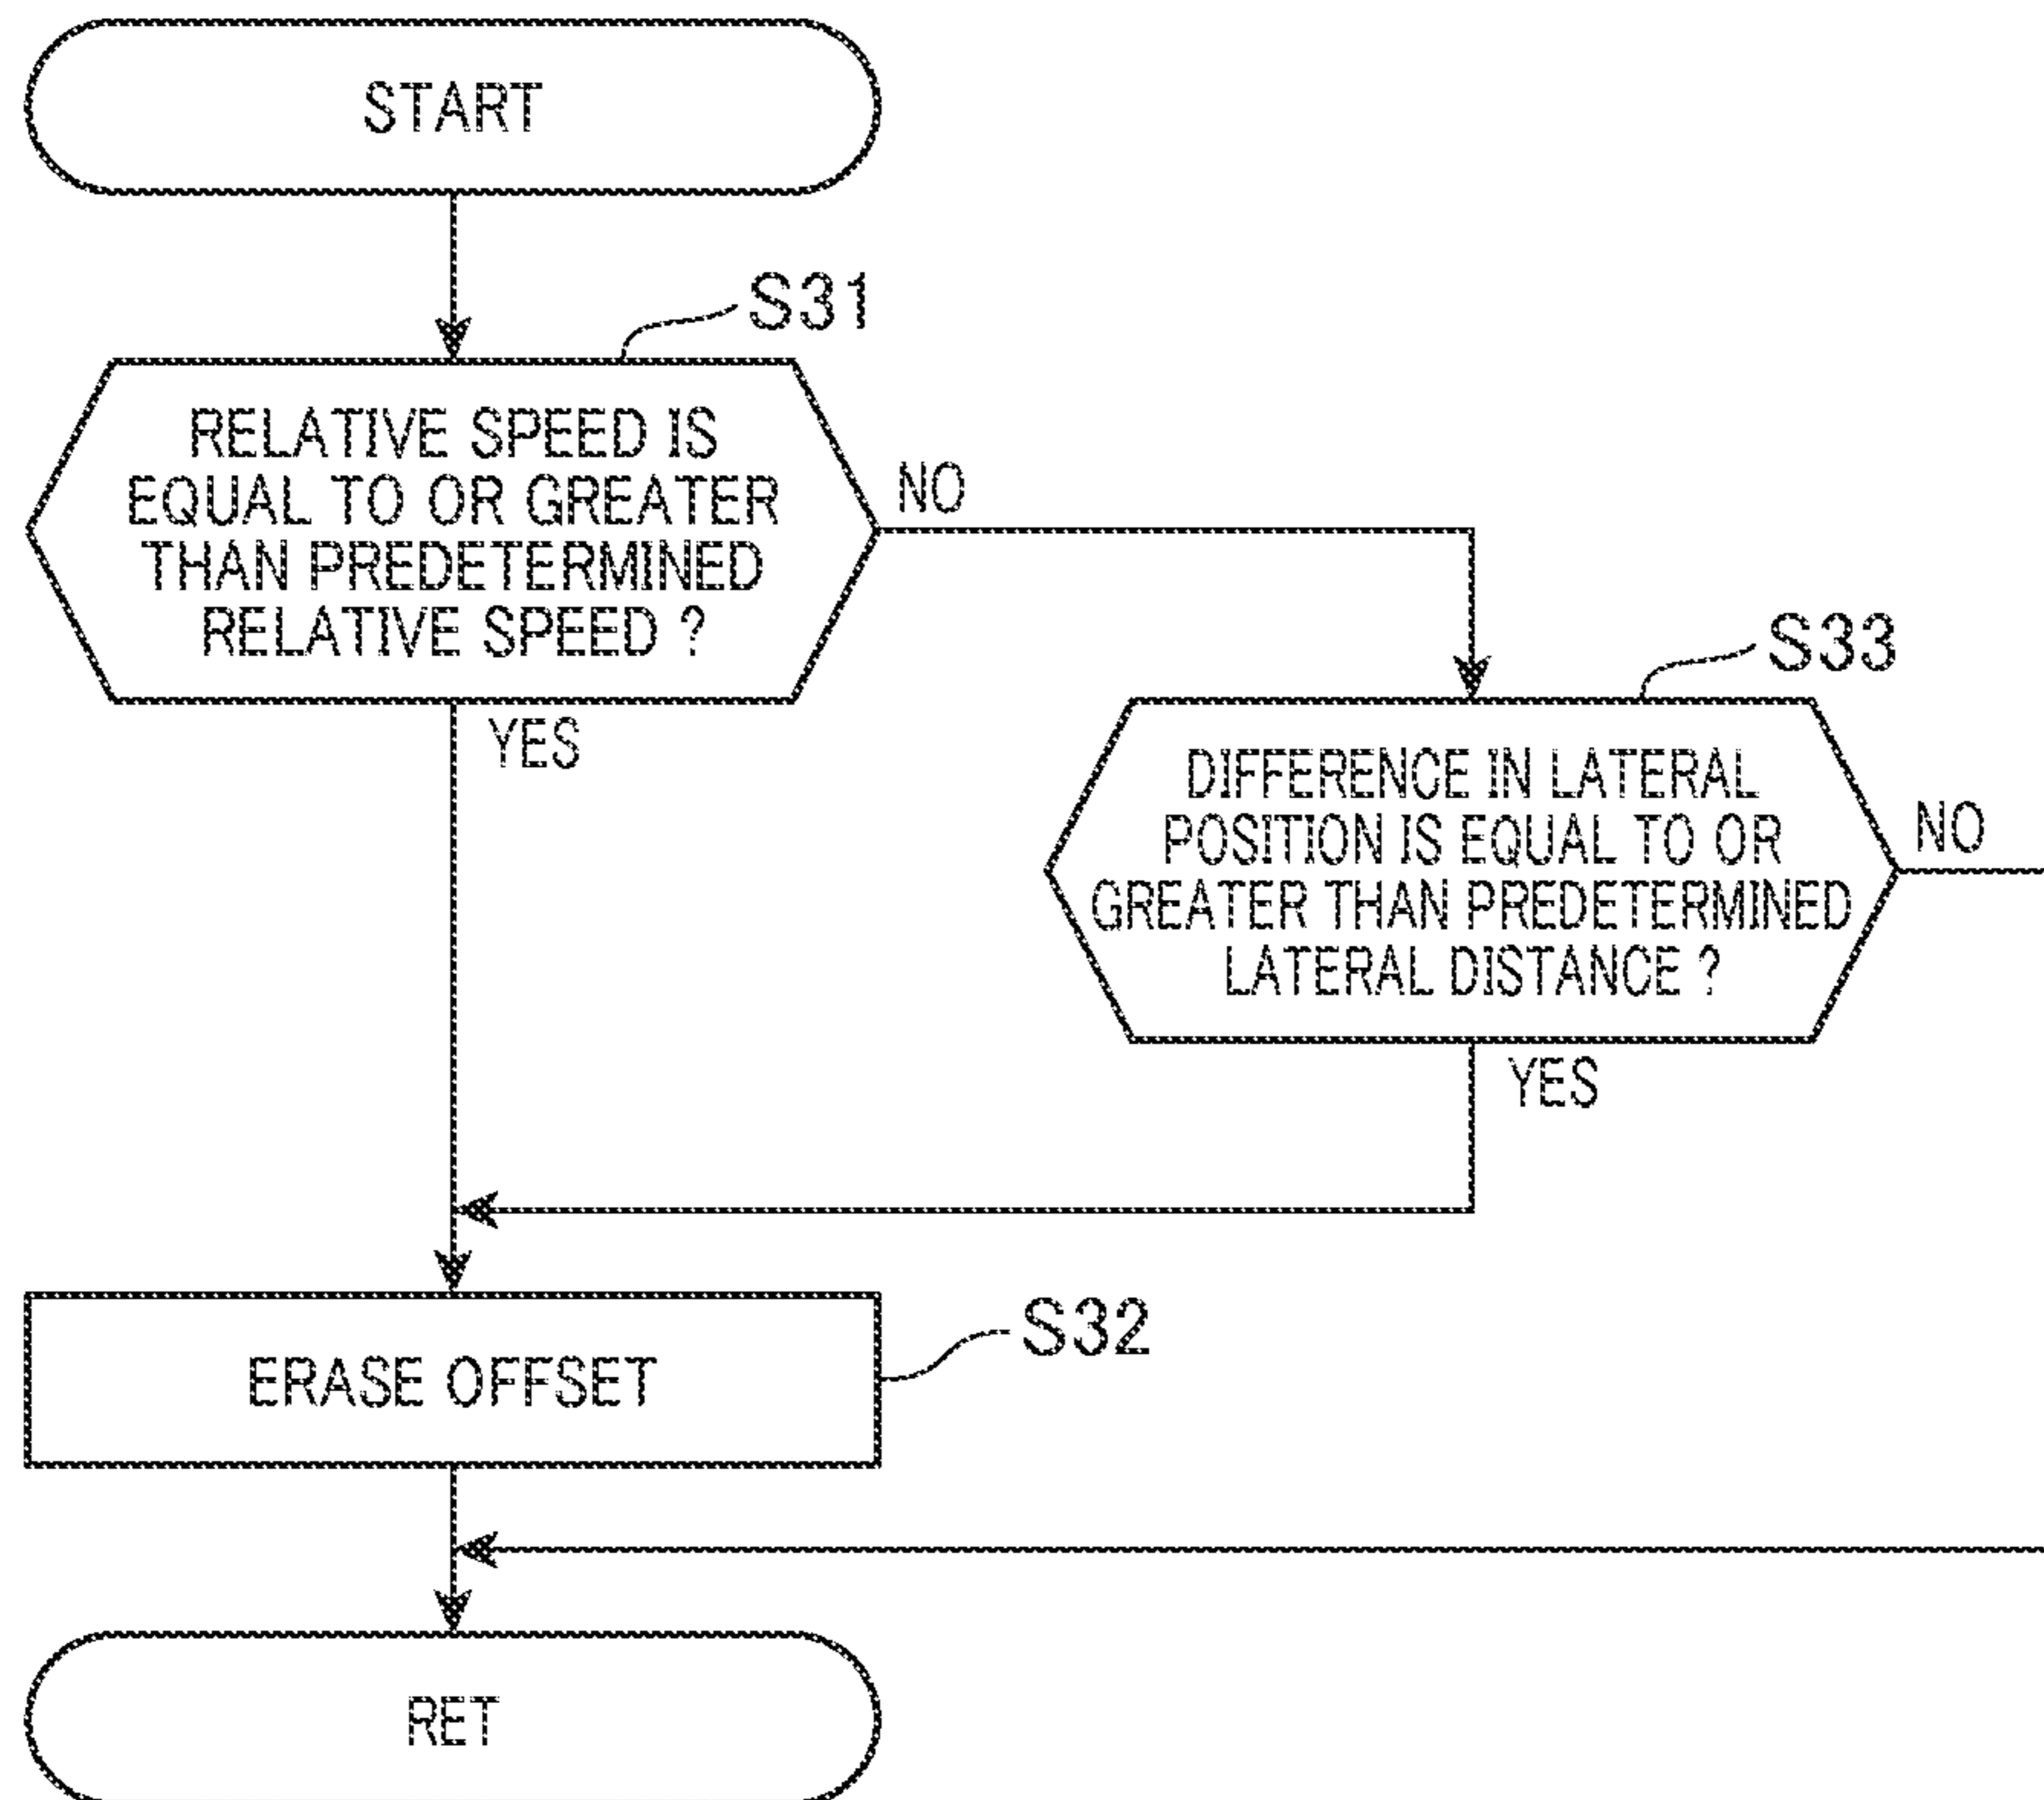 START
S31
RELATIVE SPEED IS
EQUAL TO OR GREATER
THAN PREDETERMINED
RELATIVE SPEED ?
NO
YES
S33
DIFFERENCE IN LATERAL
POSITION IS EQUAL TO OR
GREATER THAN PREDETERMINED
LATERAL DISTANCE ?
NO
YES
ERASE OFFSET
S32
RET